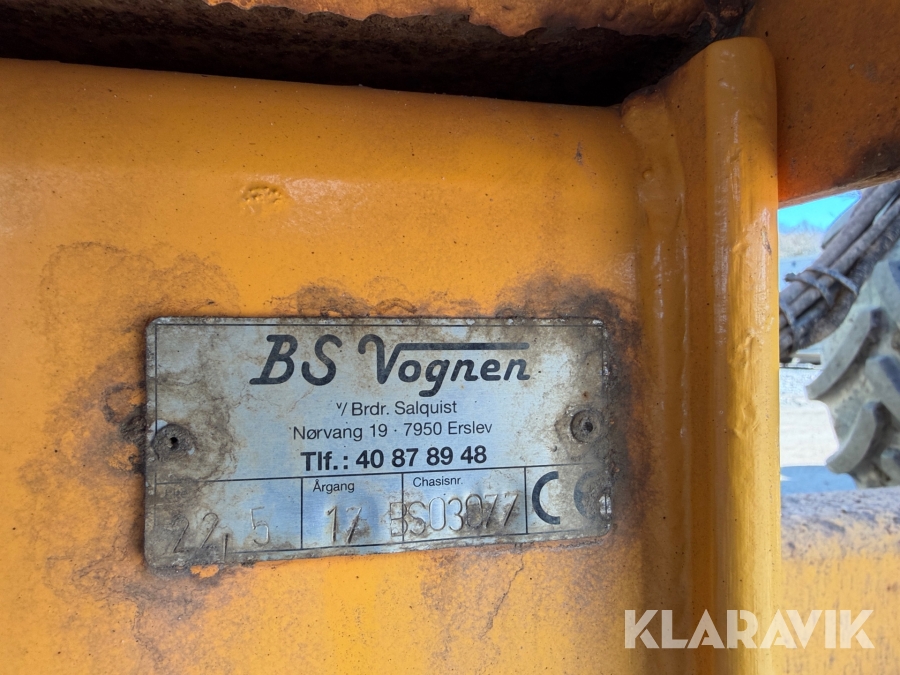 BS Vognen
v/ Brdr. Salquist
Nørvang 19 · 7950 Erslev
Tlf.: 40 87 89 48
Årgang Chasisnr.
22,5 17 BS03077 CE
KLARAVIK